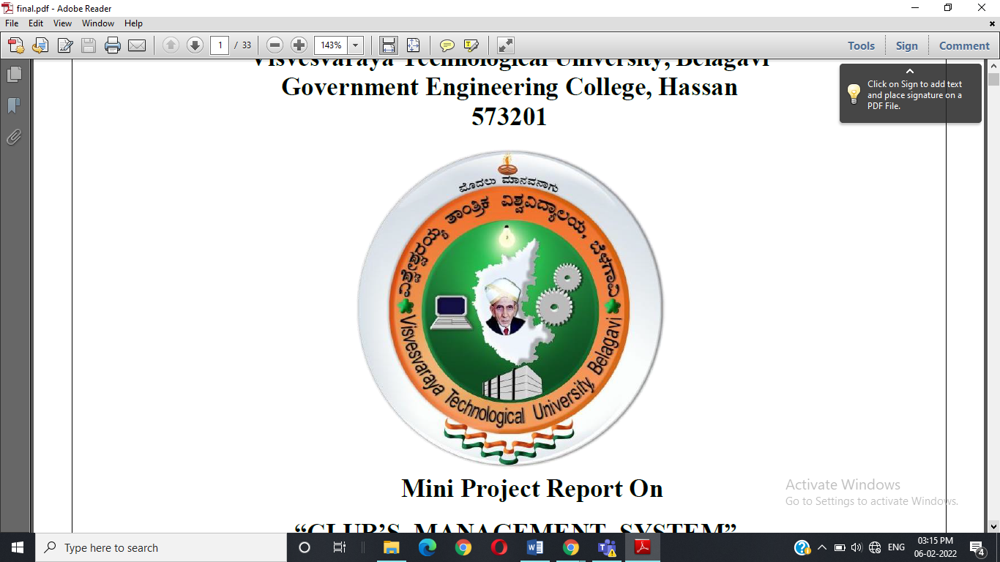 final.pdf - Adobe Reader
File Edit View Window Help
1 / 33
143%
Tools
Sign
Comment
Visvesvaraya Technological University, Belagavi
Government Engineering College, Hassan
573201
Click on Sign to add text
and place signature on a
PDF File.
ಮೊದಲು ಮಾನವನಾಗು
ವಿಶ್ವೇಶ್ವರಯ್ಯ ತಾಂತ್ರಿಕ ವಿಶ್ವವಿದ್ಯಾಲಯ, ಬೆಳಗಾವಿ
Visvesvaraya Technological University, Belagavi
Mini Project Report On
Activate Windows
Go to Settings to activate Windows.
“CLUB’S MANAGEMENT SYSTEM”
Type here to search
ENG
03:15 PM
06-02-2022
4